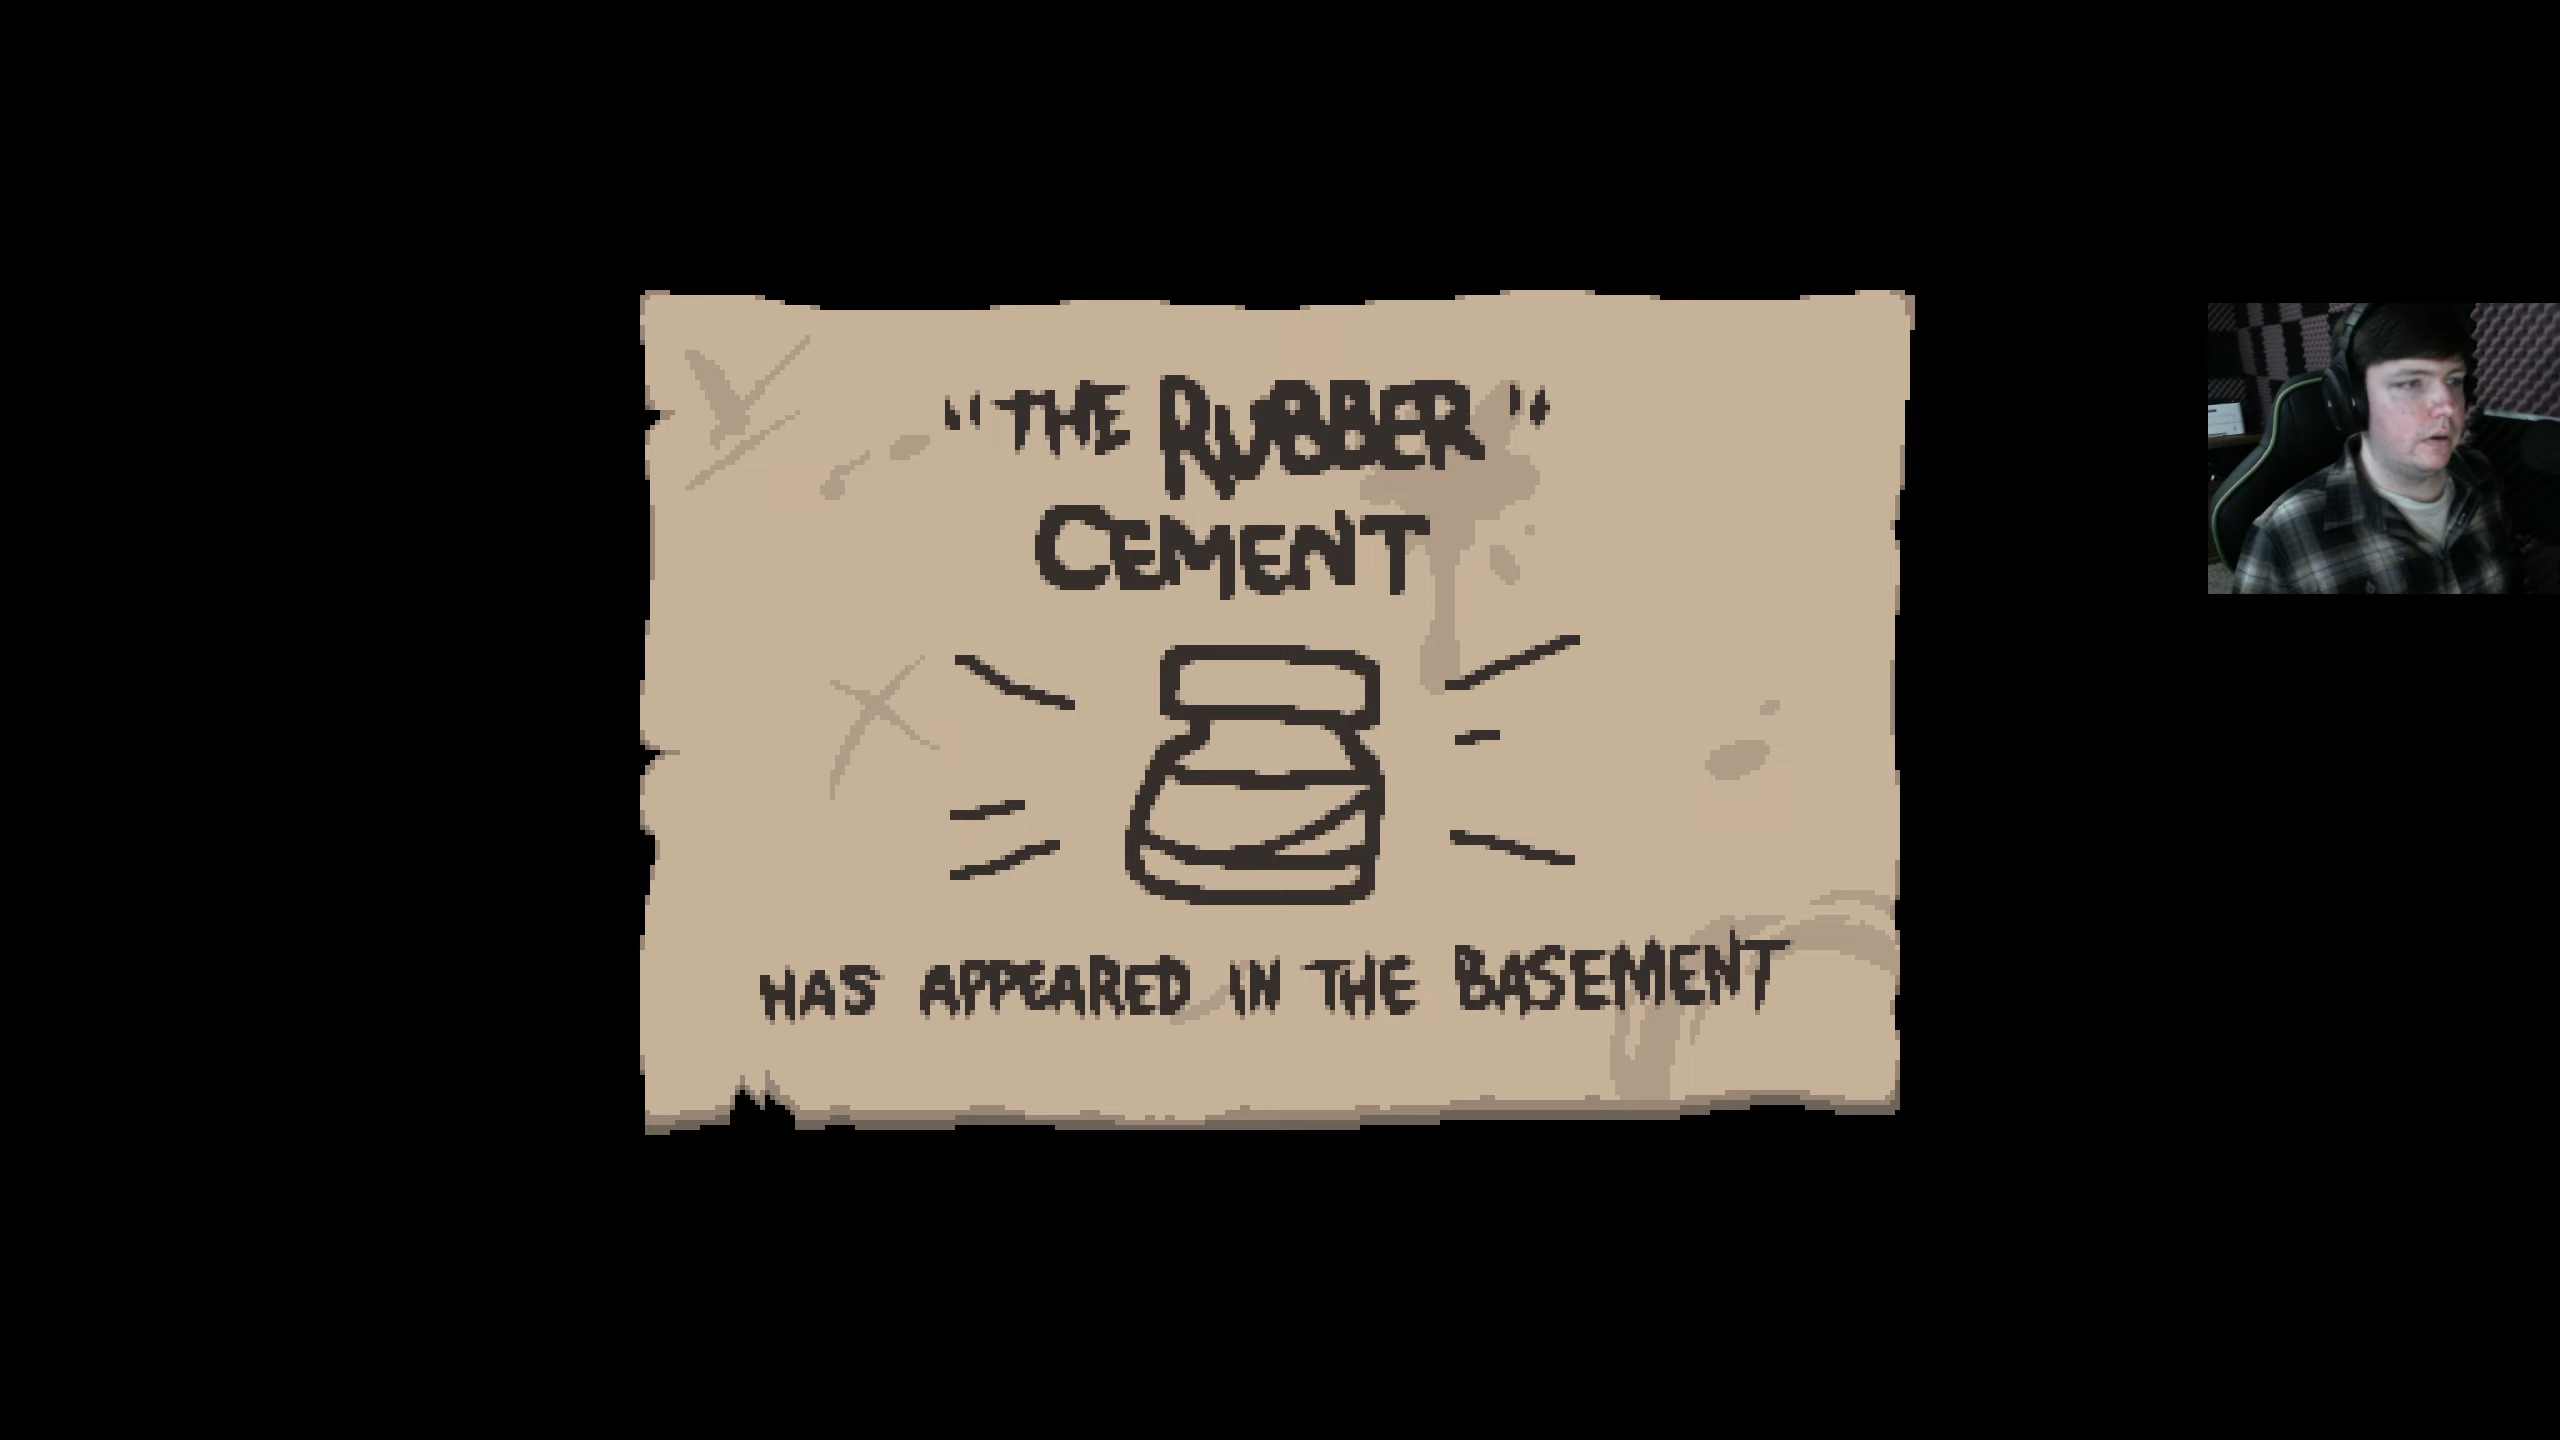 "THE RUBBER"
CEMENT
HAS APPEARED IN THE BASEMENT